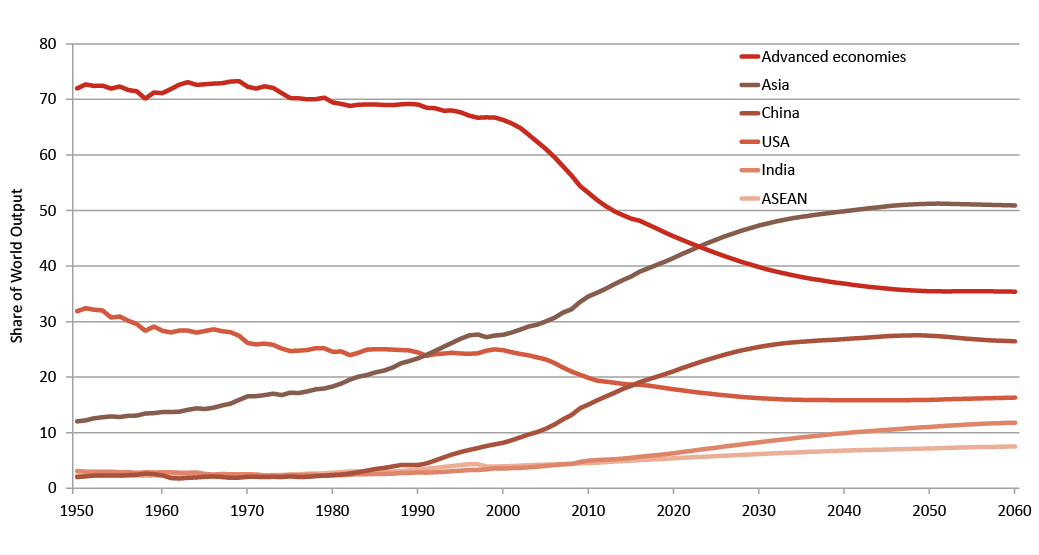 80
70
60
50
40
30
20
10
0
Share of World Output
Advanced economies
Asia
China
USA
India
ASEAN
1950 1960 1970 1980 1990 2000 2010 2020 2030 2040 2050 2060